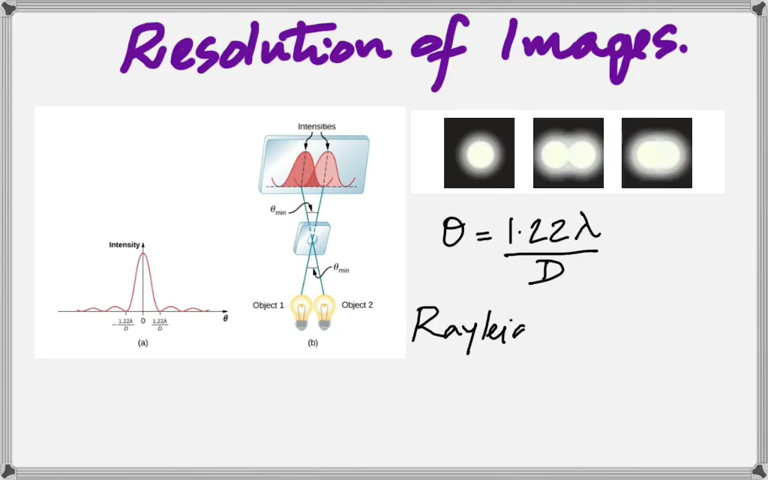 Resolution of Images.
Intensities
θmin
θmin
Object 1
Object 2
(b)
Intensity
-1.22λ/D
0
1.22λ/D
θ
(a)
θ = 1.22λ/D
Rayleig